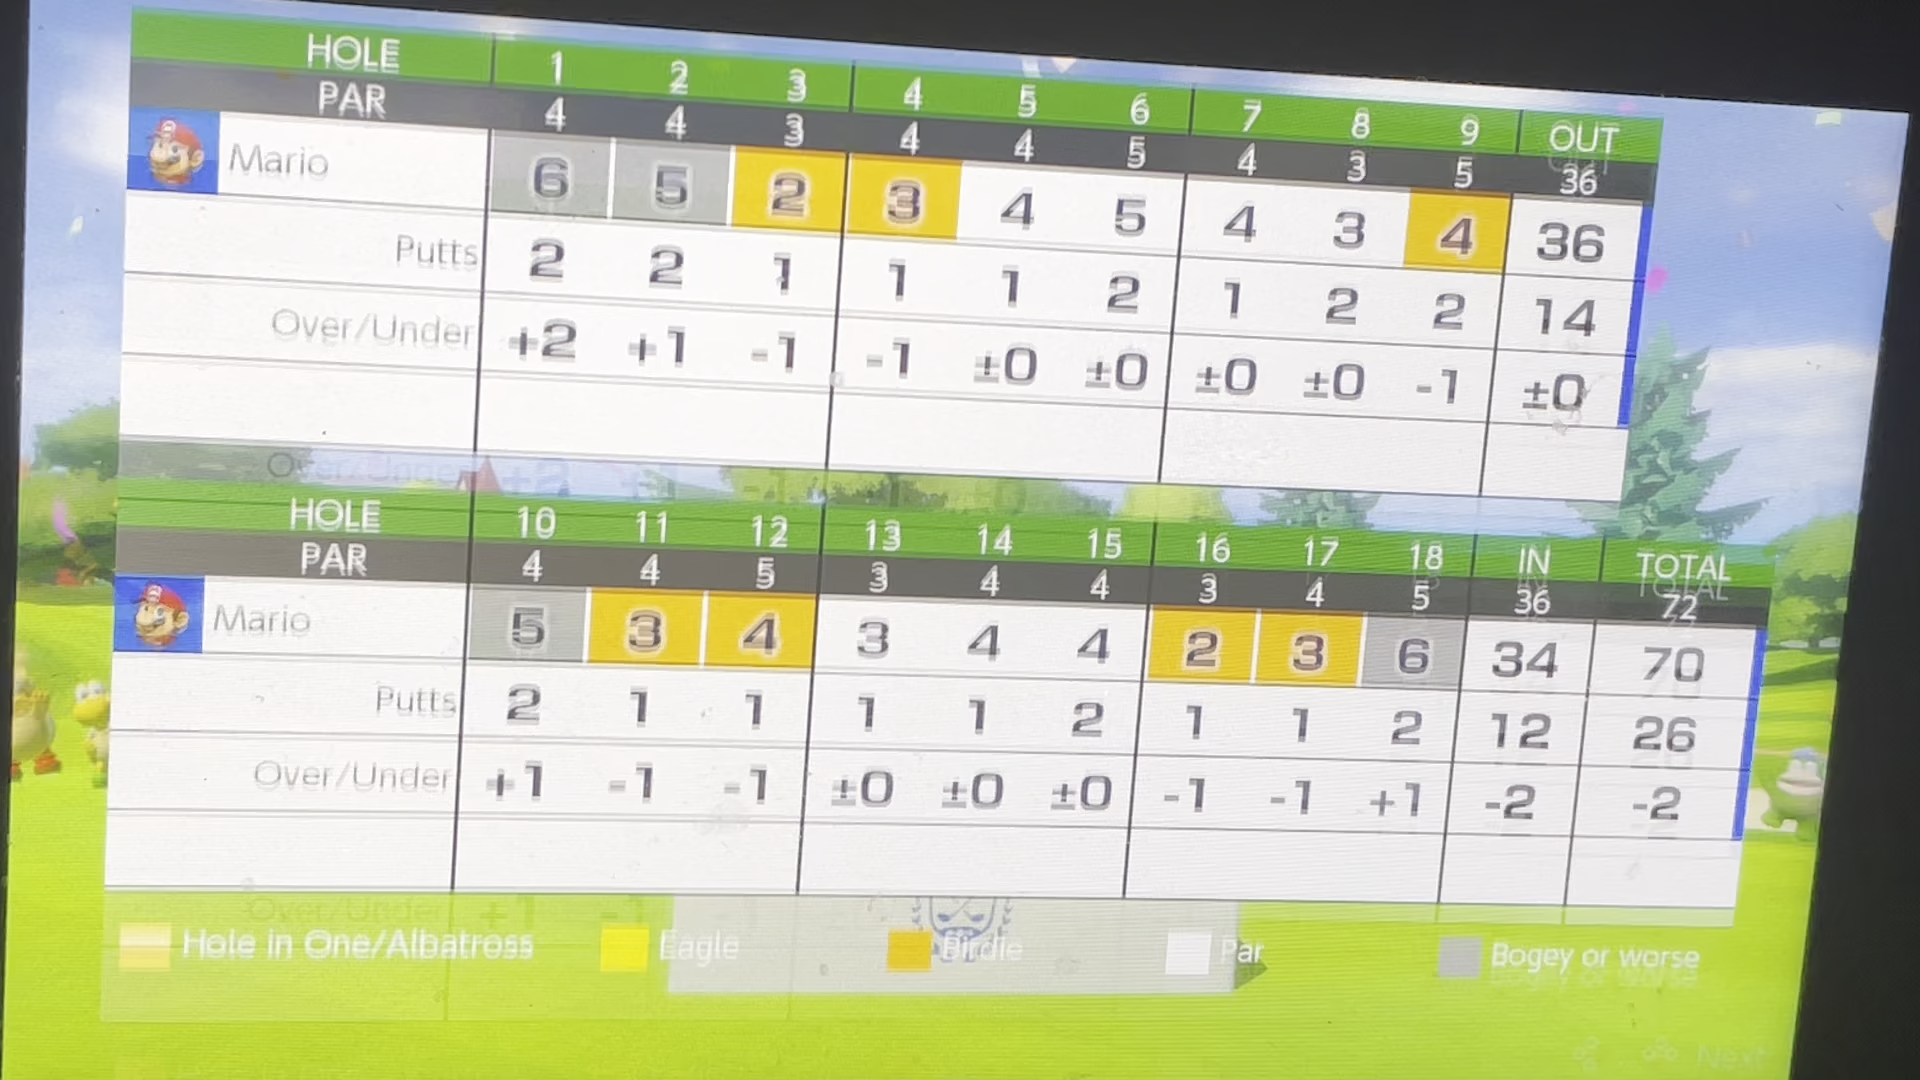 HOLE 1 2 3 4 5 6 7 8 9 OUT
PAR 4 4 3 4 4 5 4 3 5 36
Mario 6 5 2 3 4 5 4 3 4 36
Putts 2 2 1 1 1 2 1 2 2 14
Over/Under +2 +1 -1 -1 ±0 ±0 ±0 ±0 -1 ±0
HOLE 10 11 12 13 14 15 16 17 18 IN TOTAL
PAR 4 4 5 3 4 4 3 4 5 36 72
Mario 5 3 4 3 4 4 2 3 6 34 70
Putts 2 1 1 1 1 2 1 1 2 12 26
Over/Under +1 -1 -1 ±0 ±0 ±0 -1 -1 +1 -2 -2
Hole in One/Albatross Eagle Birdie Par Bogey or worse
Next